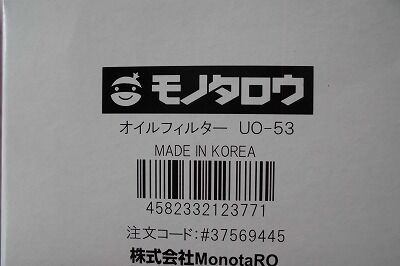 モノタロウ
オイルフィルター UO-53
MADE IN KOREA
4582332123771
注文コード:#37569445
株式会社MonotaRO